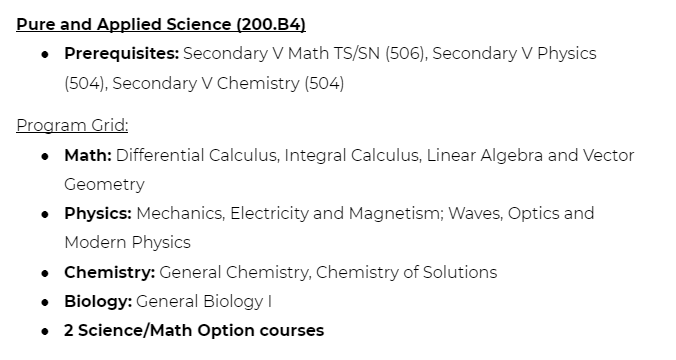 Pure and Applied Science (200.B4)
● Prerequisites: Secondary V Math TS/SN (506), Secondary V Physics
(504), Secondary V Chemistry (504)
Program Grid:
● Math: Differential Calculus, Integral Calculus, Linear Algebra and Vector
Geometry
● Physics: Mechanics, Electricity and Magnetism; Waves, Optics and
Modern Physics
● Chemistry: General Chemistry, Chemistry of Solutions
● Biology: General Biology I
● 2 Science/Math Option courses